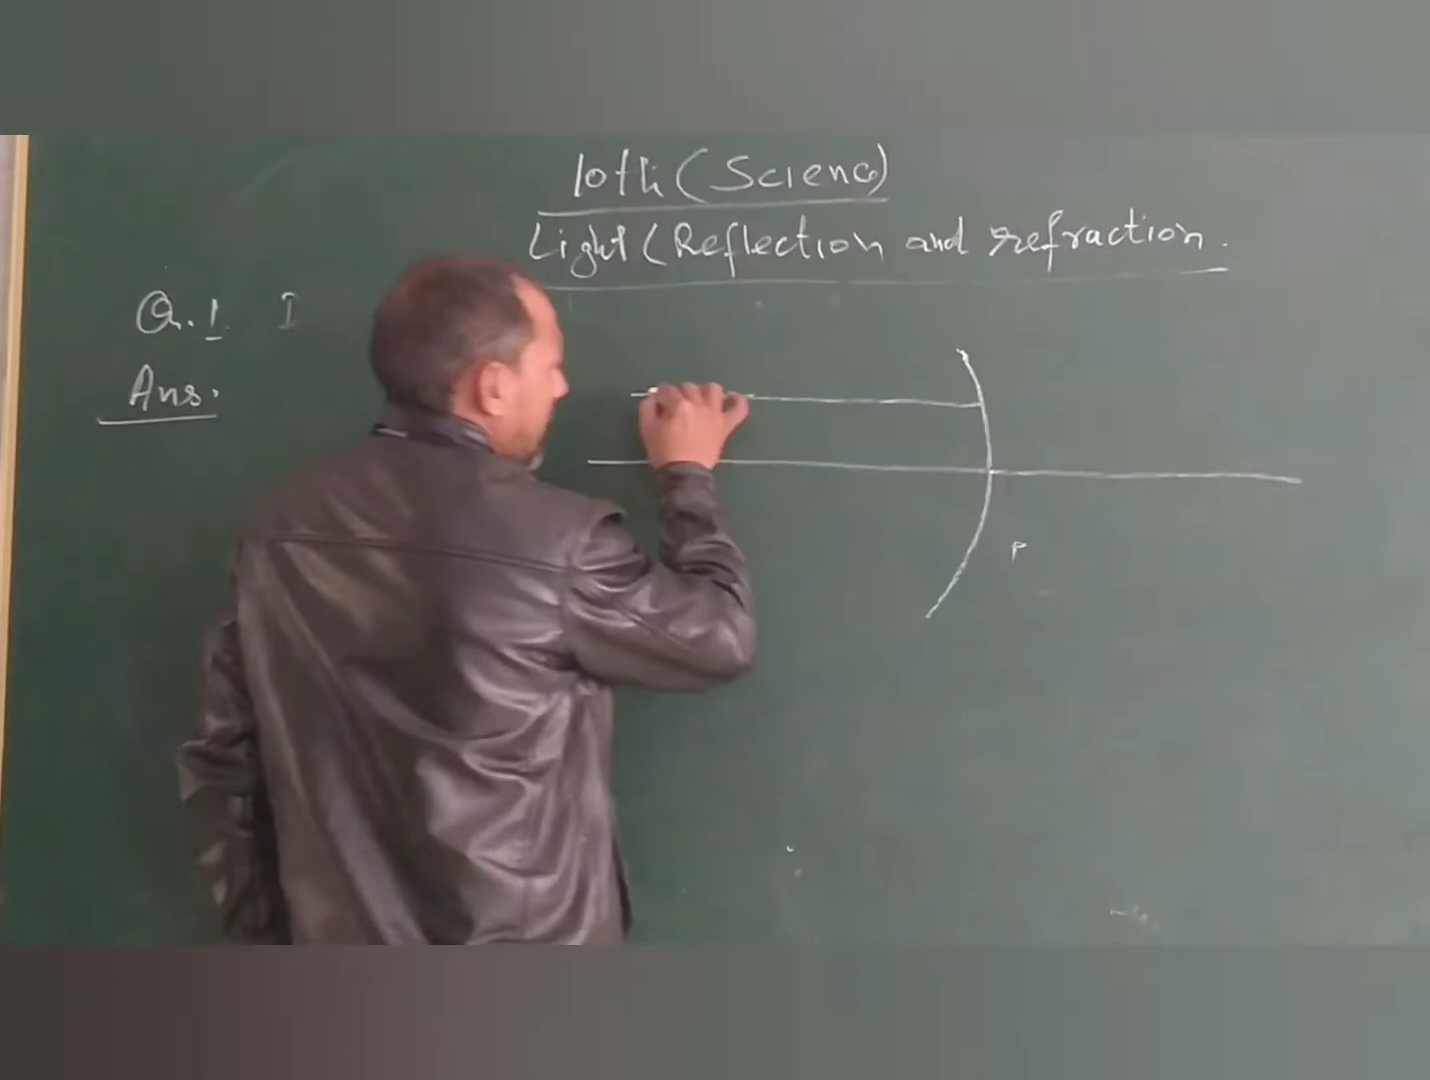 10th (Science)
Light (Reflection and refraction.
Q.1. I
Ans.
P